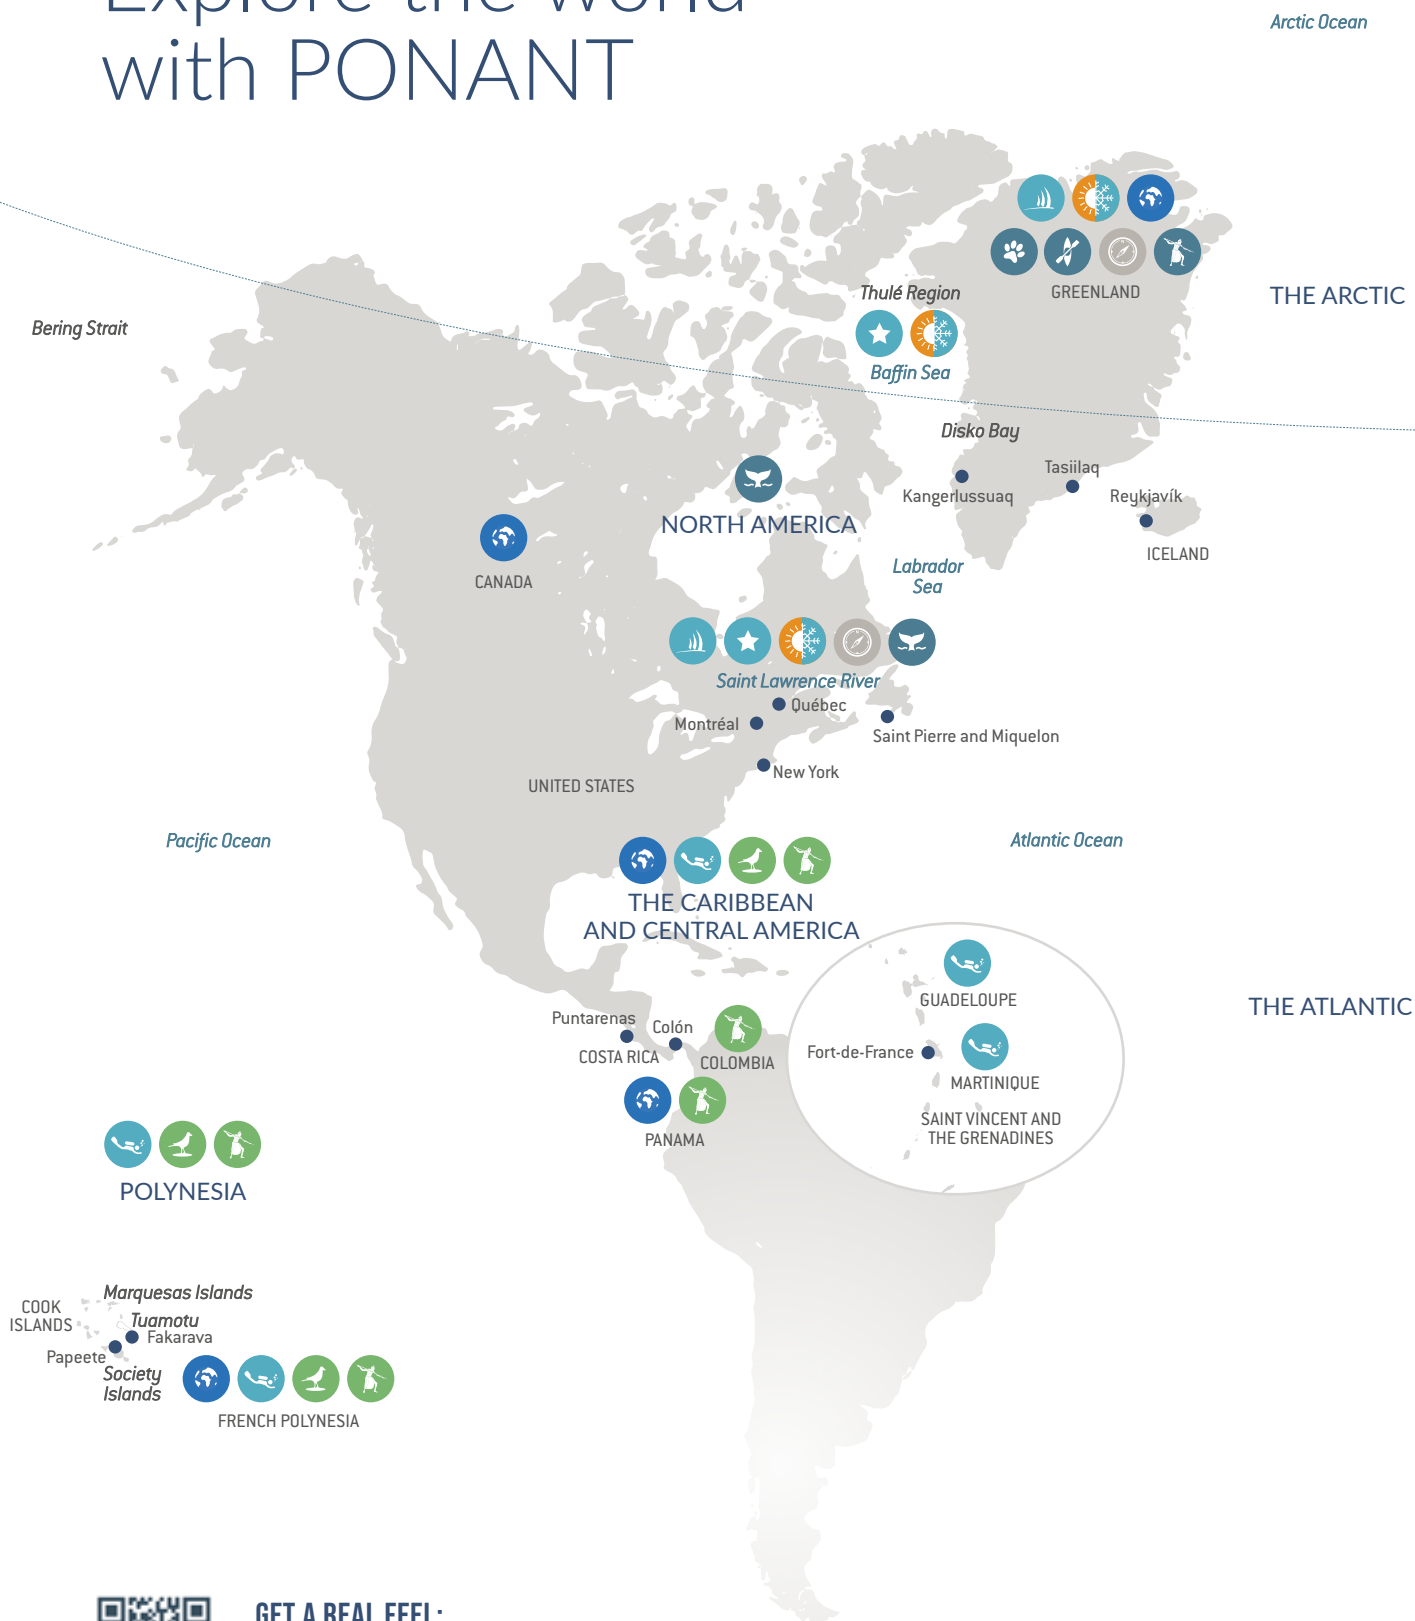 Explore the world
with PONANT
Arctic Ocean
Bering Strait
Thulé Region
GREENLAND
THE ARCTIC
Baffin Sea
Disko Bay
Tasiilaq
Kangerlussuaq
Reykjavík
NORTH AMERICA
ICELAND
CANADA
Labrador
Sea
Saint Lawrence River
Québec
Montréal
Saint Pierre and Miquelon
New York
UNITED STATES
Pacific Ocean
Atlantic Ocean
THE CARIBBEAN
AND CENTRAL AMERICA
GUADELOUPE
THE ATLANTIC
Puntarenas
Colón
COSTA RICA
COLOMBIA
Fort-de-France
MARTINIQUE
SAINT VINCENT AND
THE GRENADINES
PANAMA
POLYNESIA
Marquesas Islands
COOK
ISLANDS
Tuamotu
Fakarava
Papeete
Society
Islands
FRENCH POLYNESIA
GET A REAL FEEL: